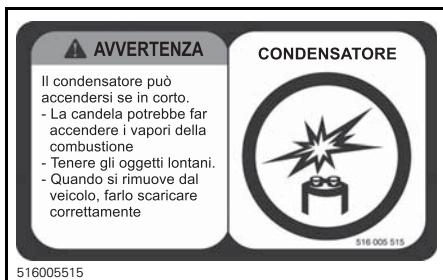 AVVERTENZA
Il condensatore può
accendersi se in corto.
- La candela potrebbe far
accendere i vapori della
combustione
- Tenere gli oggetti lontani.
- Quando si rimuove dal
veicolo, farlo scaricare
correttamente
CONDENSATORE
516 005 515
516005515